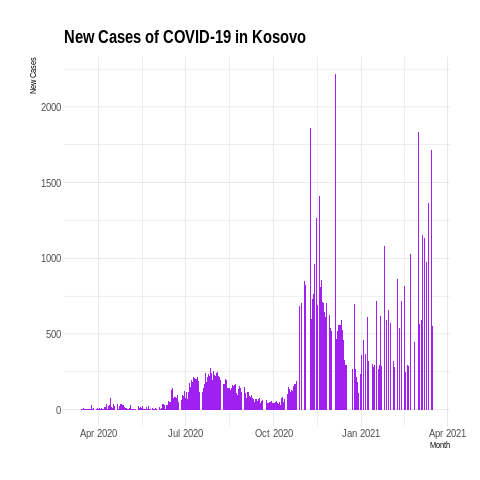 New Cases of COVID-19 in Kosovo
New Cases
2000
1500
1000
500
0
Apr 2020 Jul 2020 Oct 2020 Jan 2021 Apr 2021
Month